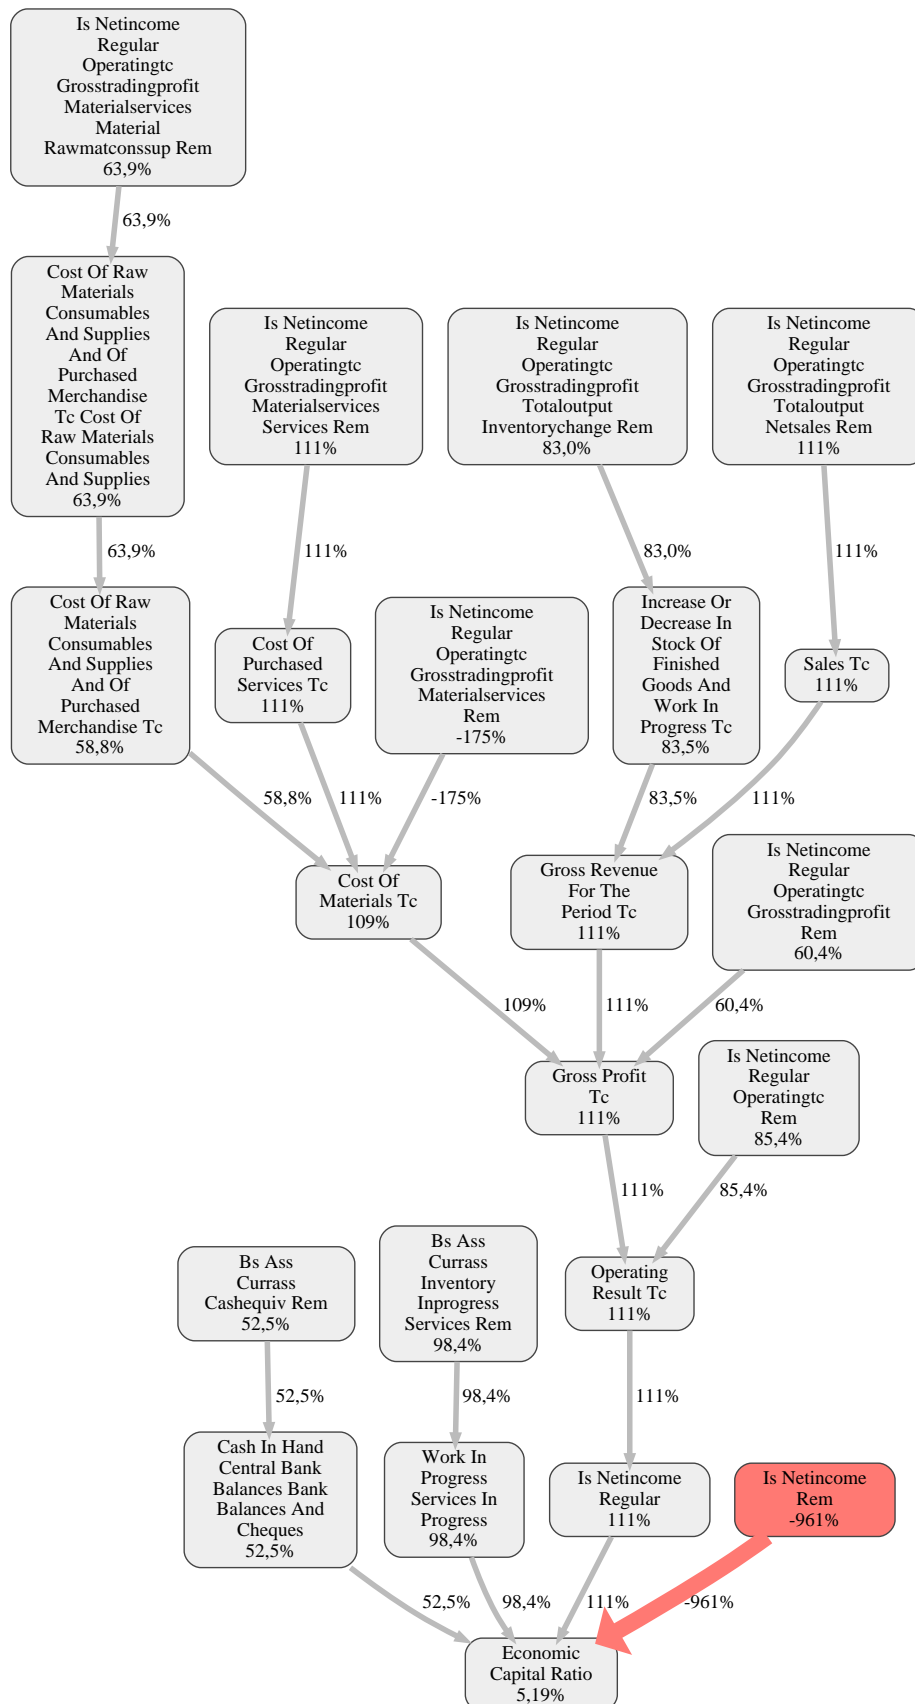 Is Netincome
Regular
Operatingtc
Grosstradingprofit
Materialservices
Material
Rawmatconssup Rem
63,9%
63,9%
Cost Of Raw
Materials
Consumables
And Supplies
And Of
Purchased
Merchandise
Tc Cost Of
Raw Materials
Consumables
And Supplies
63,9%
Is Netincome
Regular
Operatingtc
Grosstradingprofit
Materialservices
Services Rem
111%
Is Netincome
Regular
Operatingtc
Grosstradingprofit
Totaloutput
Inventorychange Rem
83,0%
Is Netincome
Regular
Operatingtc
Grosstradingprofit
Totaloutput
Netsales Rem
111%
63,9%
111%
83,0%
111%
Cost Of Raw
Materials
Consumables
And Supplies
And Of
Purchased
Merchandise Tc
58,8%
Cost Of
Purchased
Services Tc
111%
Is Netincome
Regular
Operatingtc
Grosstradingprofit
Materialservices
Rem
-175%
Increase Or
Decrease In
Stock Of
Finished
Goods And
Work In
Progress Tc
83,5%
Sales Tc
111%
58,8%
111%
-175%
83,5%
111%
Cost Of
Materials Tc
109%
Gross Revenue
For The
Period Tc
111%
Is Netincome
Regular
Operatingtc
Grosstradingprofit
Rem
60,4%
109%
111%
60,4%
Gross Profit
Tc
111%
Is Netincome
Regular
Operatingtc
Rem
85,4%
111%
85,4%
Bs Ass
Currass
Cashequiv Rem
52,5%
Bs Ass
Currass
Inventory
Inprogress
Services Rem
98,4%
Operating
Result Tc
111%
52,5%
98,4%
111%
Cash In Hand
Central Bank
Balances Bank
Balances And
Cheques
52,5%
Work In
Progress
Services In
Progress
98,4%
Is Netincome
Regular
111%
Is Netincome
Rem
-961%
52,5%
98,4%
111%
-961%
Economic
Capital Ratio
5,19%